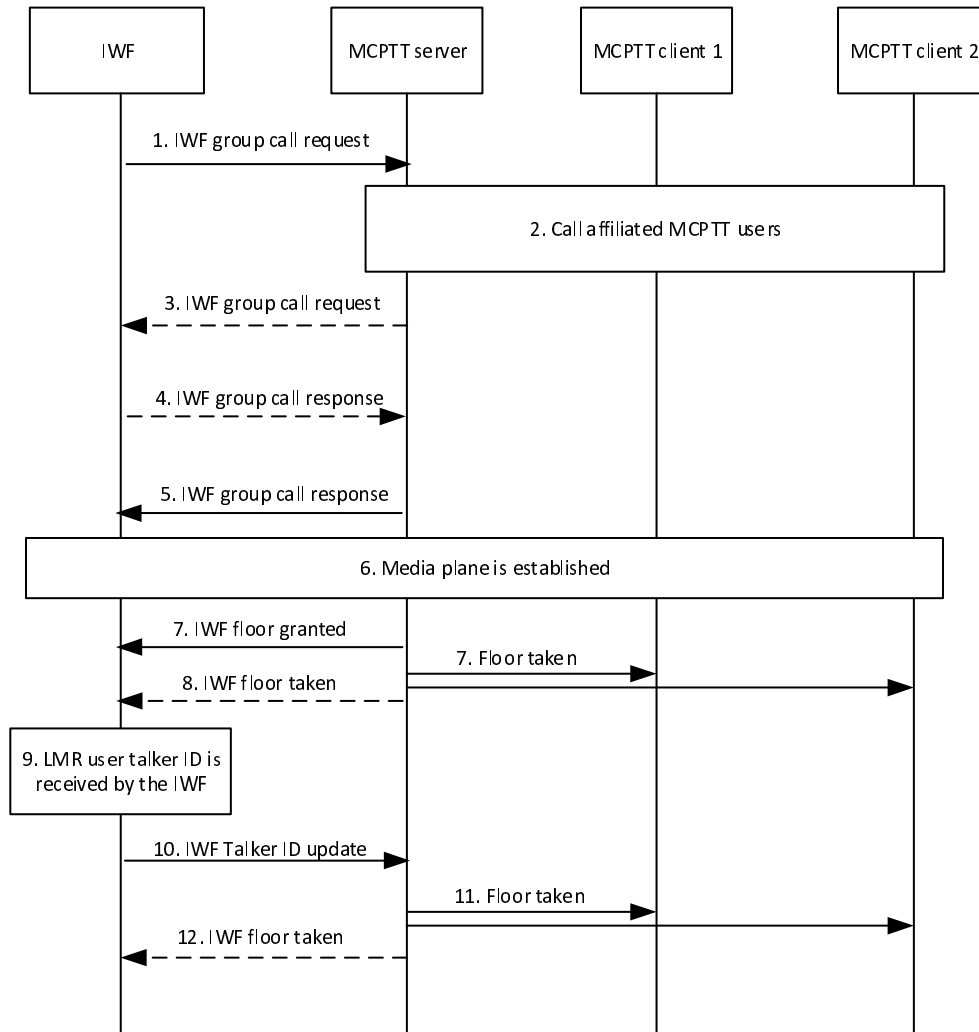 IWF
MCPTT server
MCPTT client 1
MCPTT client 2
1. IWF group call request
2. Call affiliated MCPTT users
3. IWF group call request
4. IWF group call response
5. IWF group call response
6. Media plane is established
7. IWF floor granted
7. Floor taken
8. IWF floor taken
9. LMR user talker ID is
received by the IWF
10. IWF Talker ID update
11. Floor taken
12. IWF floor taken